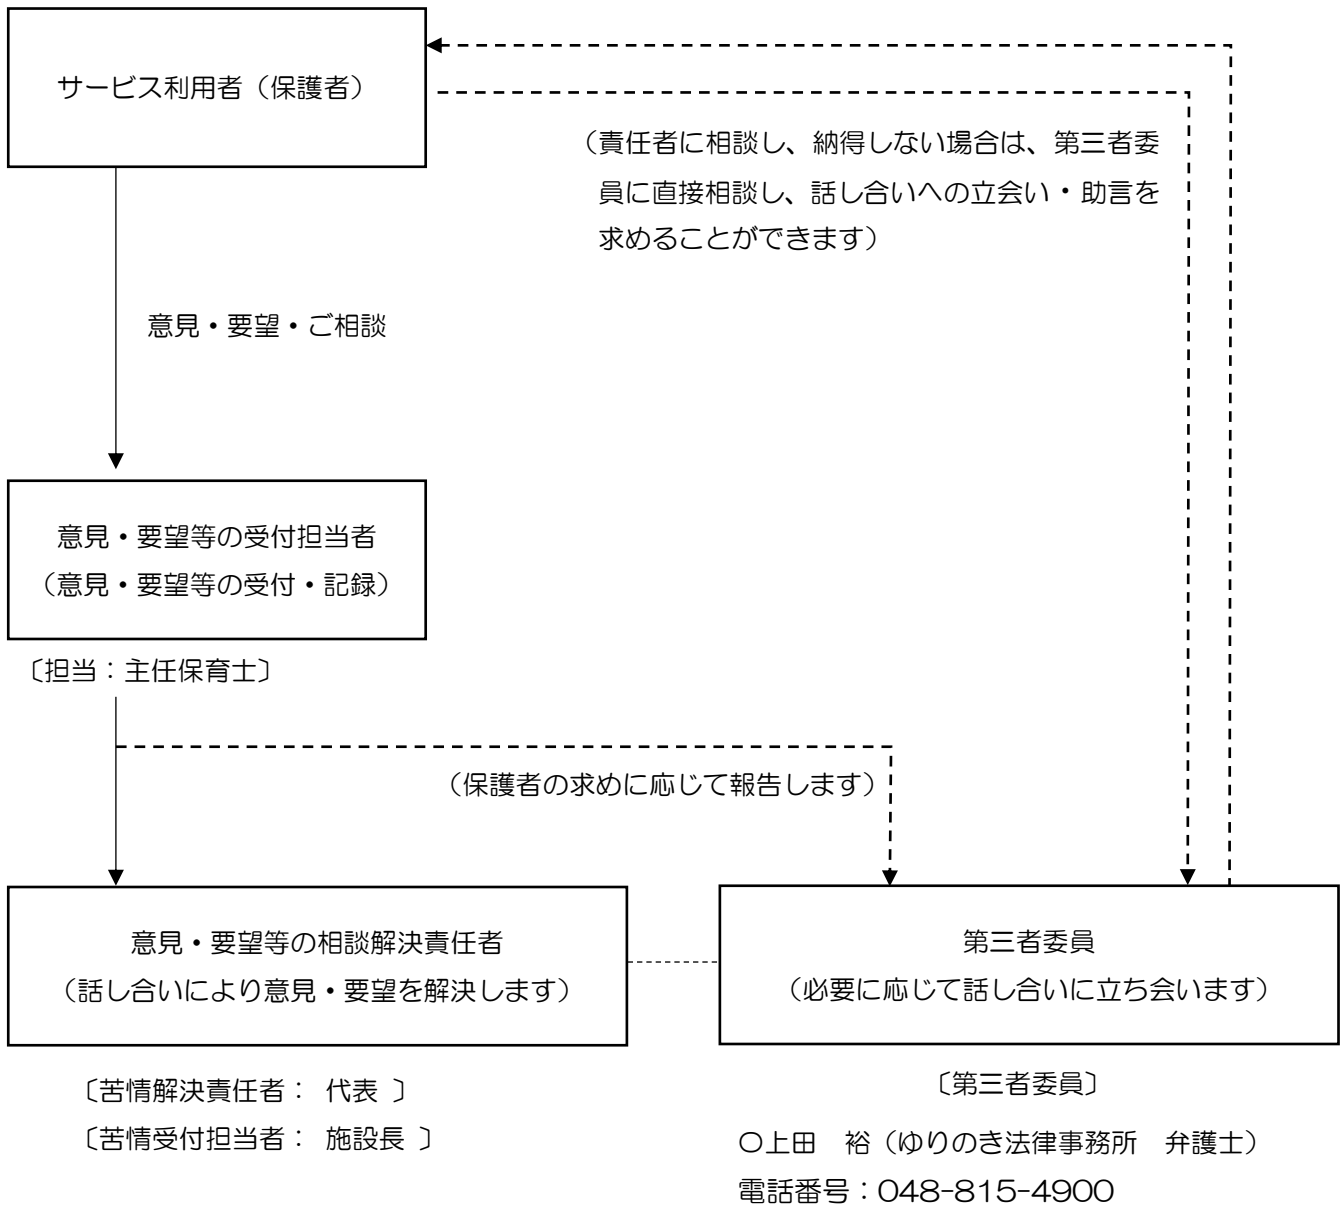 サービス利用者（保護者）
（責任者に相談し、納得しない場合は、第三者委
員に直接相談し、話し合いへの立会い・助言を
求めることができます）
意見・要望・ご相談
意見・要望等の受付担当者
（意見・要望等の受付・記録）
〔担当：主任保育士〕
（保護者の求めに応じて報告します）
意見・要望等の相談解決責任者
（話し合いにより意見・要望を解決します）
第三者委員
（必要に応じて話し合いに立ち会います）
〔苦情解決責任者： 代表 〕
〔苦情受付担当者： 施設長 〕
〔第三者委員〕
〇上田　裕（ゆりのき法律事務所　弁護士）
電話番号：048-815-4900